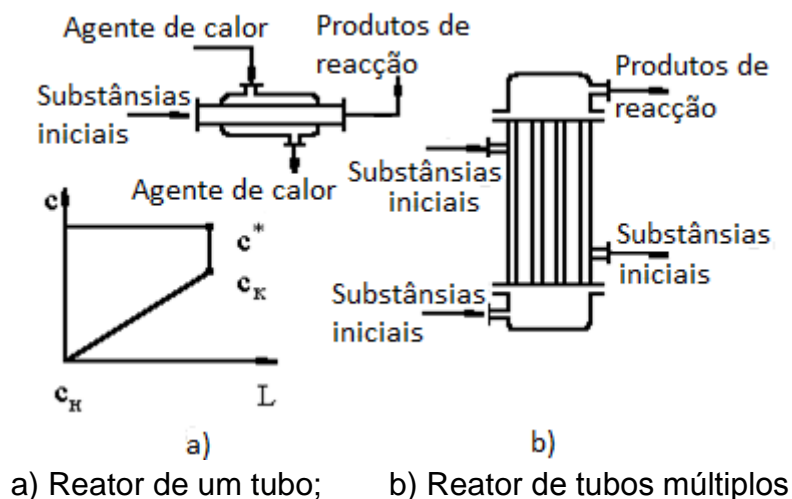 Agente de calor
Produtos de
reacção
Substânsias
iniciais
Agente de calor
c
c*
cк
cн
L
a)
Produtos de
reacção
Substânsias
iniciais
Substânsias
iniciais
Substânsias
iniciais
b)
a) Reator de um tubo; b) Reator de tubos múltiplos